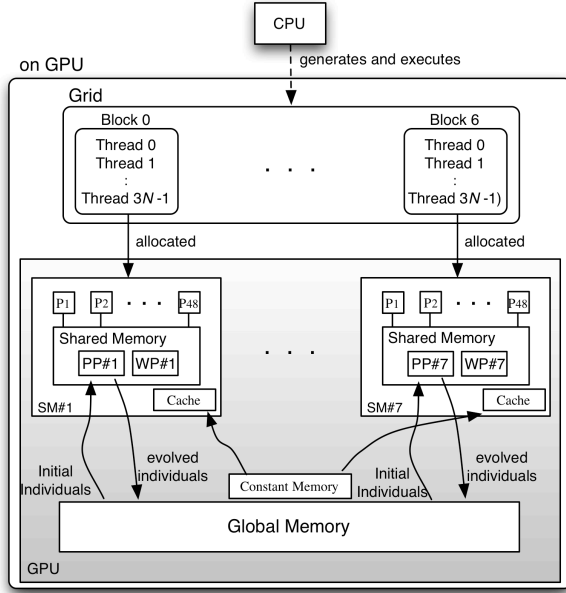 CPU
generates and executes
on GPU
Grid
Block 0
Thread 0
Thread 1
:
Thread 3N-1
. . .
Block 6
Thread 0
Thread 1
:
Thread 3N-1)
allocated
allocated
P1 P2 . . . P48
Shared Memory
PP#1 WP#1
SM#1
Cache
. . .
P1 P2 . . . P48
Shared Memory
PP#7 WP#7
SM#7
Cache
Initial
Individuals
evolved
individuals
Constant Memory
Initial
Individuals
evolved
individuals
Global Memory
GPU